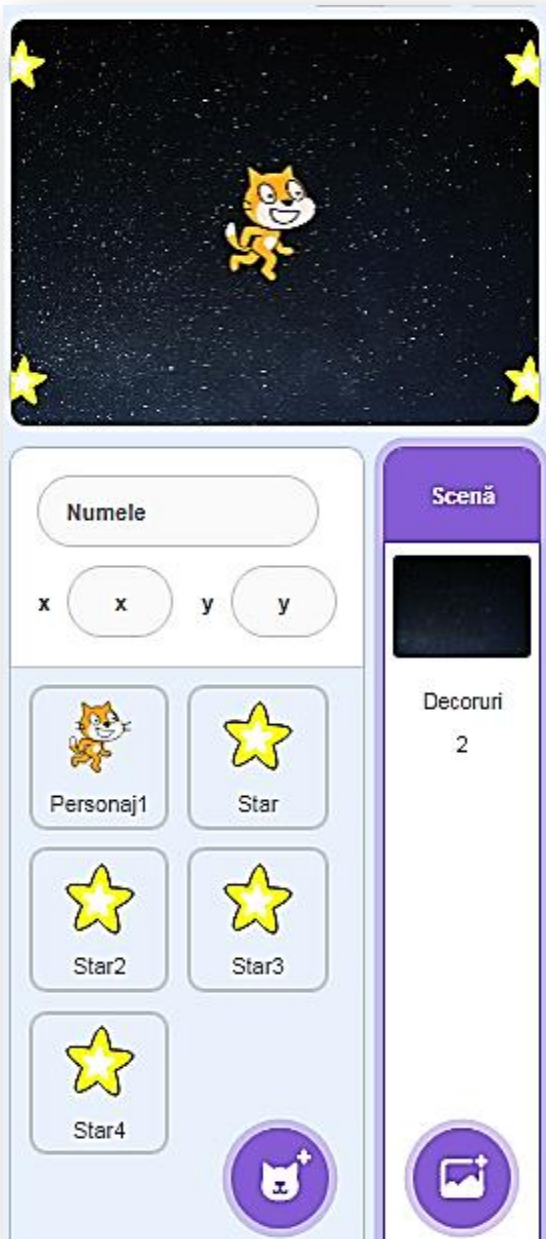 Numele
x x y y
Scenă
Decoruri
2
Personaj1
Star
Star2
Star3
Star4